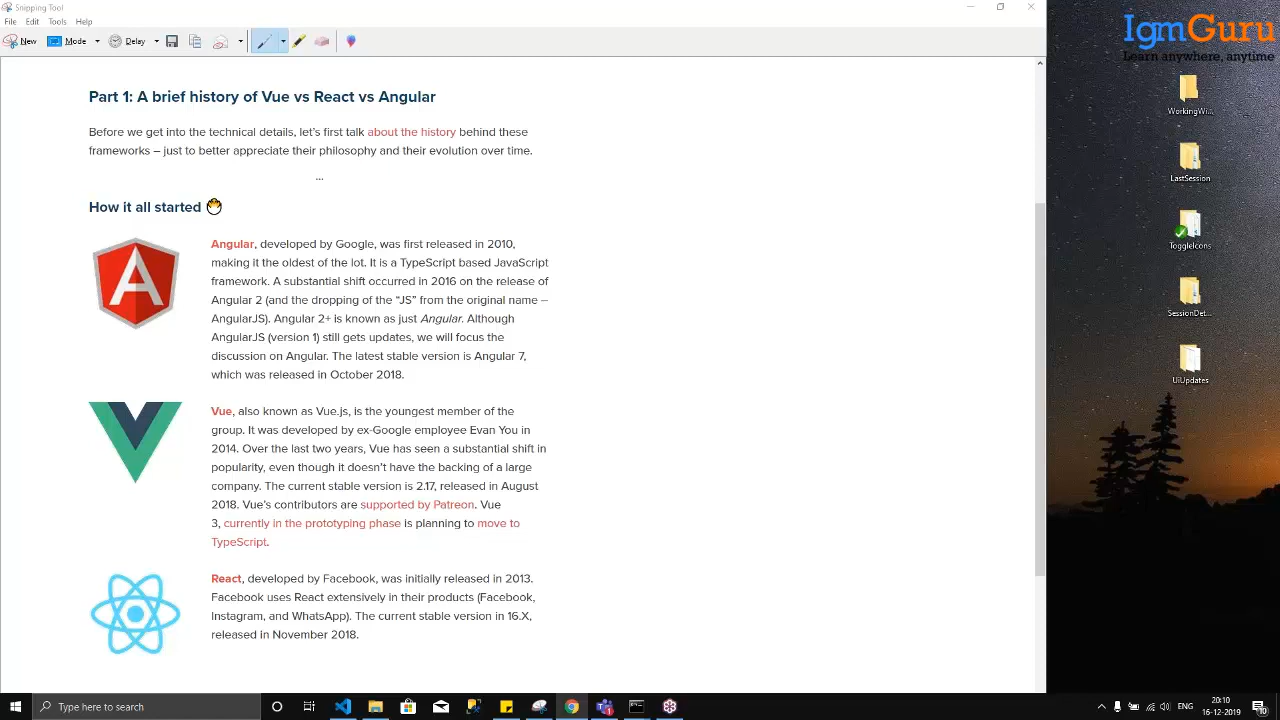 Snipping Tool
File Edit Tools Help
New Mode Delay
IgmGuru
Learn anywhere, anytime
Part 1: A brief history of Vue vs React vs Angular
Before we get into the technical details, let's first talk about the history behind these
frameworks – just to better appreciate their philosophy and their evolution over time.
...
How it all started
Angular, developed by Google, was first released in 2010,
making it the oldest of the lot. It is a TypeScript based JavaScript
framework. A substantial shift occurred in 2016 on the release of
Angular 2 (and the dropping of the “JS” from the original name –
AngularJS). Angular 2+ is known as just Angular. Although
AngularJS (version 1) still gets updates, we will focus the
discussion on Angular. The latest stable version is Angular 7,
which was released in October 2018.
Vue, also known as Vue.js, is the youngest member of the
group. It was developed by ex-Google employee Evan You in
2014. Over the last two years, Vue has seen a substantial shift in
popularity, even though it doesn't have the backing of a large
company. The current stable version is 2.17, released in August
2018. Vue's contributors are supported by Patreon. Vue
3, currently in the prototyping phase is planning to move to
TypeScript.
React, developed by Facebook, was initially released in 2013.
Facebook uses React extensively in their products (Facebook,
Instagram, and WhatsApp). The current stable version in 16.X,
released in November 2018.
WorkingWi...
LastSession
ToggleIcons
SessionDet...
UiUpdates
Type here to search
20:10
16-12-2019